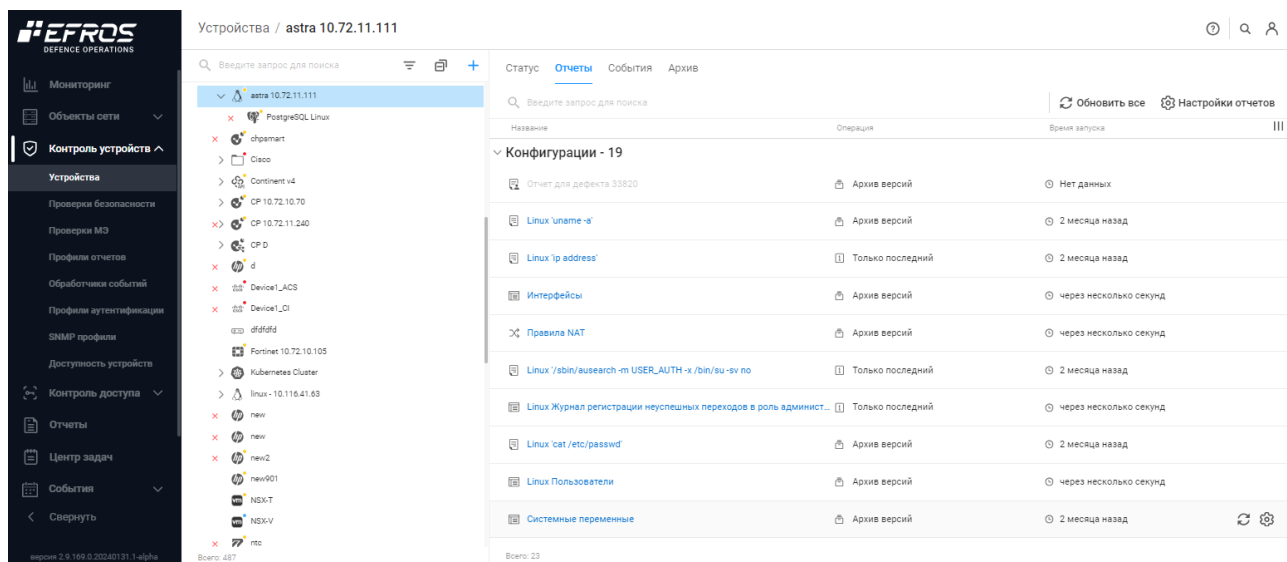 EFROS
DEFENCE OPERATIONS
Мониторинг
Объекты сети
Контроль устройств
Устройства
Проверки безопасности
Проверки МЭ
Профили отчетов
Обработчики событий
Профили аутентификации
SNMP профили
Доступность устройств
Контроль доступа
Отчеты
Центр задач
События
Свернуть
версия 2.9.169.0.20240131.1-alpha
Устройства / astra 10.72.11.111
Введите запрос для поиска
astra 10.72.11.111
PostgreSQL Linux
chpsmart
Cisco
Continent v4
CP 10.72.10.70
CP 10.72.11.240
CP D
d
Device1_ACS
Device1_CI
dfdfdfd
Fortinet 10.72.10.105
Kubernetes Cluster
linux - 10.116.41.63
new
new
new2
new901
NSX-T
NSX-V
ntc
Всего: 487
Статус Отчеты События Архив
Введите запрос для поиска Обновить все Настройки отчетов
Название Операция Время запуска
Конфигурации - 19
Отчет для дефекта 33820 Архив версий Нет данных
Linux 'uname -a' Архив версий 2 месяца назад
Linux 'ip address' Только последний 2 месяца назад
Интерфейсы Архив версий через несколько секунд
Правила NAT Архив версий через несколько секунд
Linux '/sbin/ausearch -m USER_AUTH -x /bin/su -sv no Только последний 2 месяца назад
Linux Журнал регистрации неуспешных переходов в роль админист... Только последний через несколько секунд
Linux 'cat /etc/passwd' Архив версий 2 месяца назад
Linux Пользователи Архив версий через несколько секунд
Системные переменные Архив версий 2 месяца назад
Всего: 23